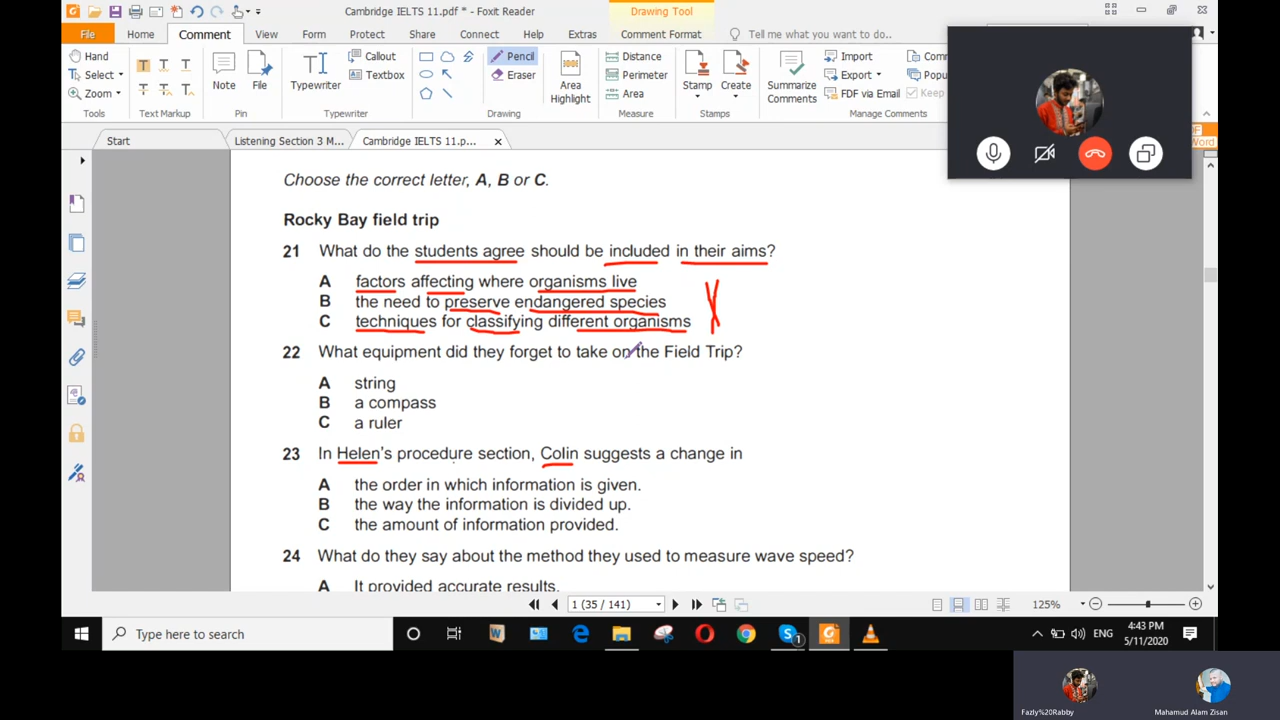 Cambridge IELTS 11.pdf * - Foxit Reader
Drawing Tool
File Home Comment View Form Protect Share Connect Help Extras Comment Format Tell me what you want to do..
Hand
Select
Zoom
Tools
Text Markup
Note
File
Typewriter
Callout
Textbox
Typewriter
Pencil
Eraser
Drawing
Area
Highlight
Distance
Perimeter
Area
Measure
Stamp
Create
Stamps
Summarize
Comments
Import
Export
FDF via Email
Comm
Popu
Keep
Manage Comments
Start
Listening Section 3 M...
Cambridge IELTS 11.p...
Word
Choose the correct letter, A, B or C.
Rocky Bay field trip
21 What do the students agree should be included in their aims?
A factors affecting where organisms live
B the need to preserve endangered species
C techniques for classifying different organisms
22 What equipment did they forget to take on the Field Trip?
A string
B a compass
C a ruler
23 In Helen's procedure section, Colin suggests a change in
A the order in which information is given.
B the way the information is divided up.
C the amount of information provided.
24 What do they say about the method they used to measure wave speed?
A It provided accurate results.
1 (35 / 141)
125%
Type here to search
1
ENG
4:43 PM
5/11/2020
Fazly%20Rabby
Mahamud Alam Zisan